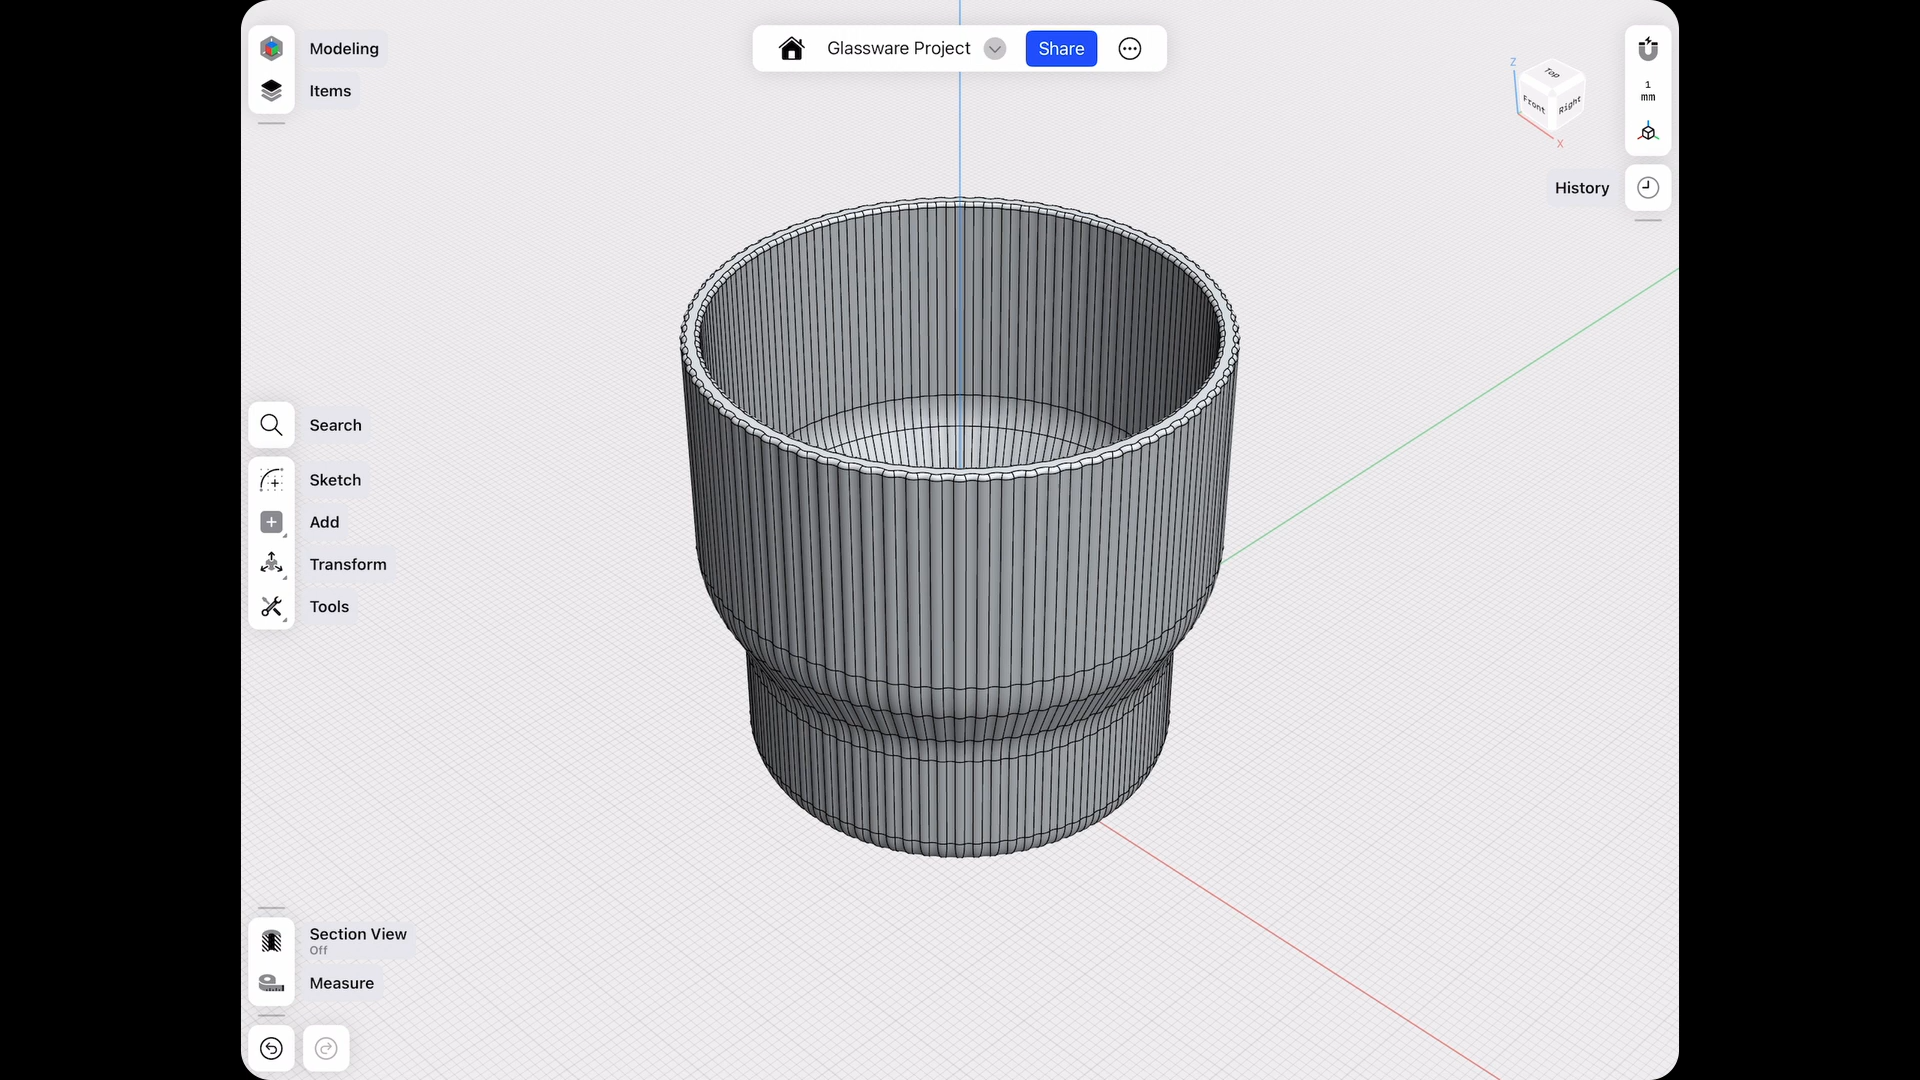 Modeling
Items
Glassware Project
Share
Z
Top
Front
Right
X
1
mm
History
Search
Sketch
Add
Transform
Tools
Section View
Off
Measure